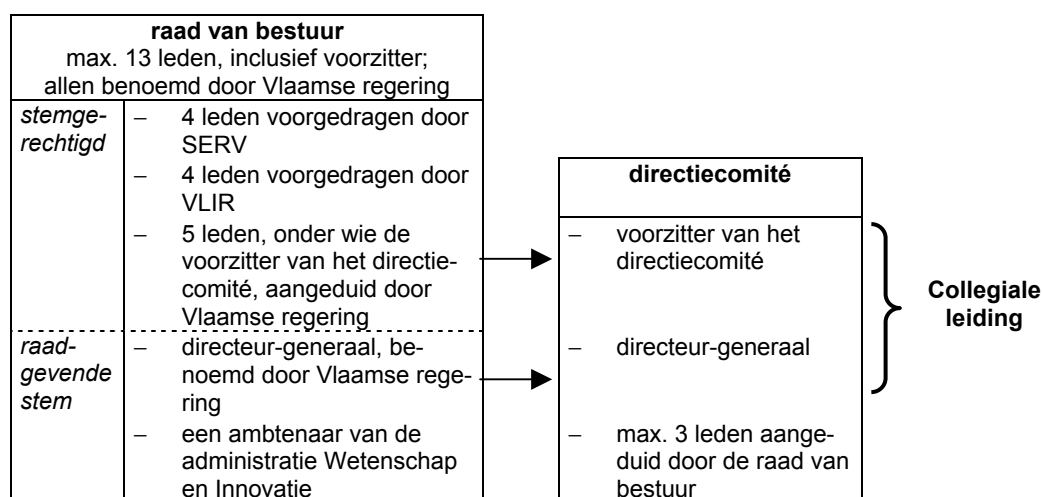 raad van bestuur
max. 13 leden, inclusief voorzitter;
allen benoemd door Vlaamse regering
stemge-
rechtigd
– 4 leden voorgedragen door
SERV
– 4 leden voorgedragen door
VLIR
– 5 leden, onder wie de
voorzitter van het directie-
comité, aangeduid door
Vlaamse regering
raad-
gevende
stem
– directeur-generaal, be-
noemd door Vlaamse rege-
ring
– een ambtenaar van de
administratie Wetenschap
en Innovatie
directiecomité
– voorzitter van het
directiecomité
– directeur-generaal
– max. 3 leden aange-
duid door de raad van
bestuur
Collegiale
leiding